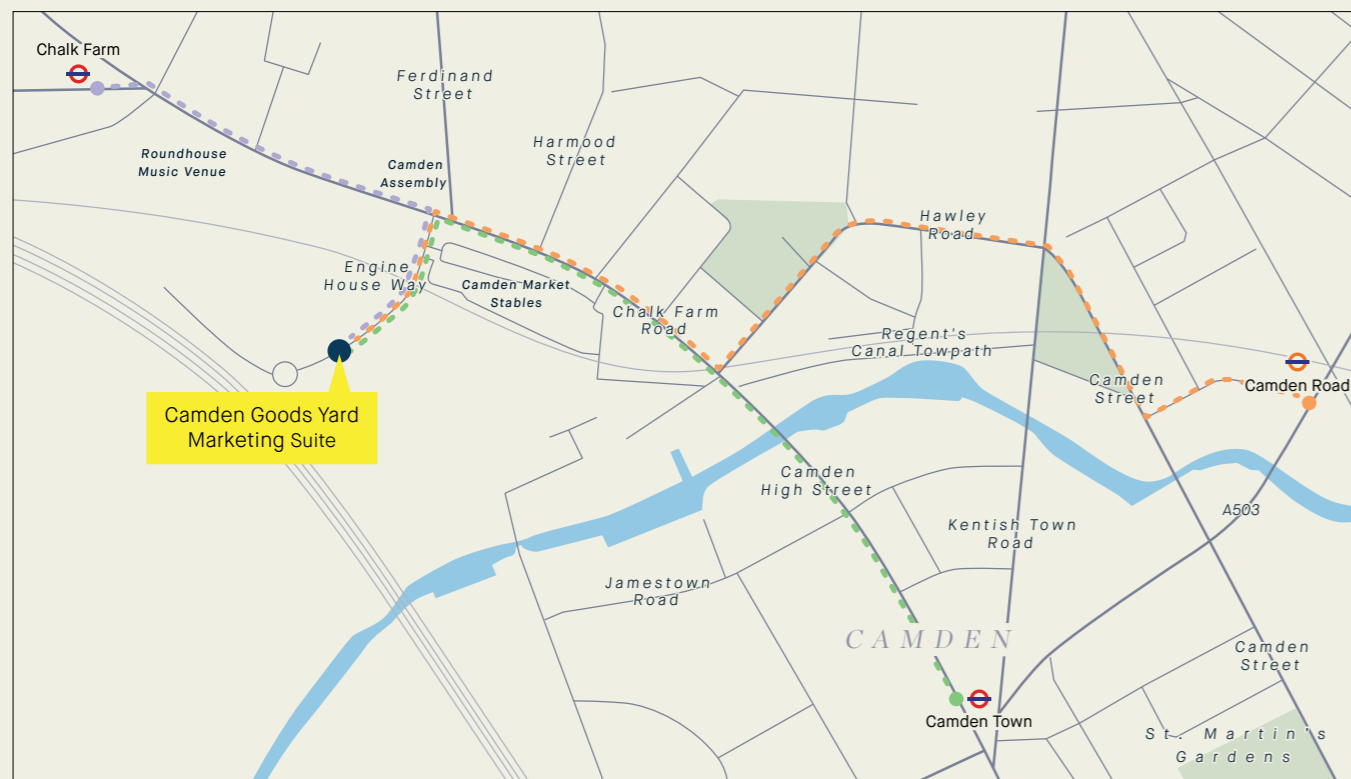 Chalk Farm
Ferdinand
Street
Harmood
Street
Roundhouse
Music Venue
Camden
Assembly
Hawley
Road
Engine
House Way
Camden Market
Stables
Chalk Farm
Road
Regent's
Canal Towpath
Camden
Street
Camden Road
Camden Goods Yard
Marketing Suite
Camden
High Street
Kentish Town
Road
A503
Jamestown
Road
CAMDEN
Camden
Street
Camden Town
St. Martin's
Gardens